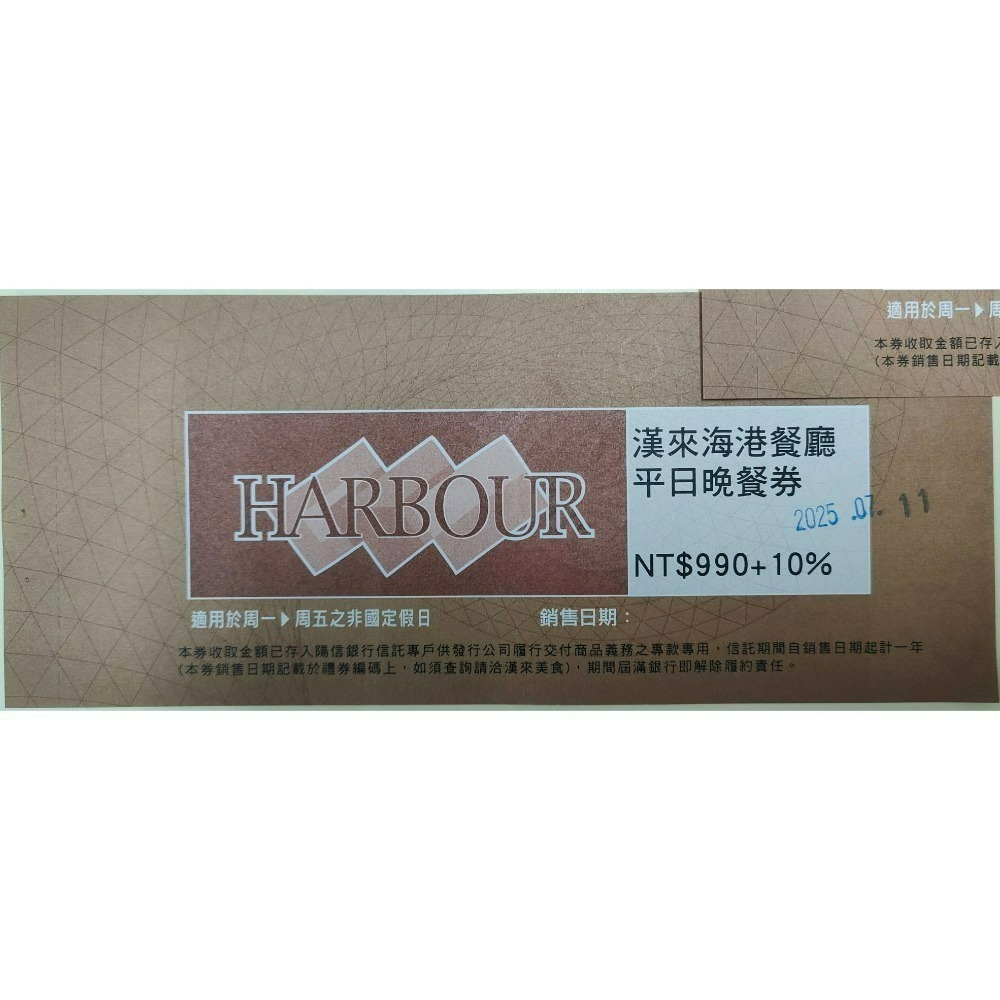 適用於周一▶周
本券收取金額已存入
(本券銷售日期記載
HARBOUR
漢來海港餐廳
平日晚餐券
2025.07.11
NT$990+10%
適用於周一▶周五之非國定假日
銷售日期：
本券收取金額已存入陽信銀行信託專戶供發行公司履行交付商品義務之專款專用，信託期間自銷售日期起計一年
(本券銷售日期記載於禮券編碼上，如須查詢請洽漢來美食)，期間屆滿銀行即解除履約責任。